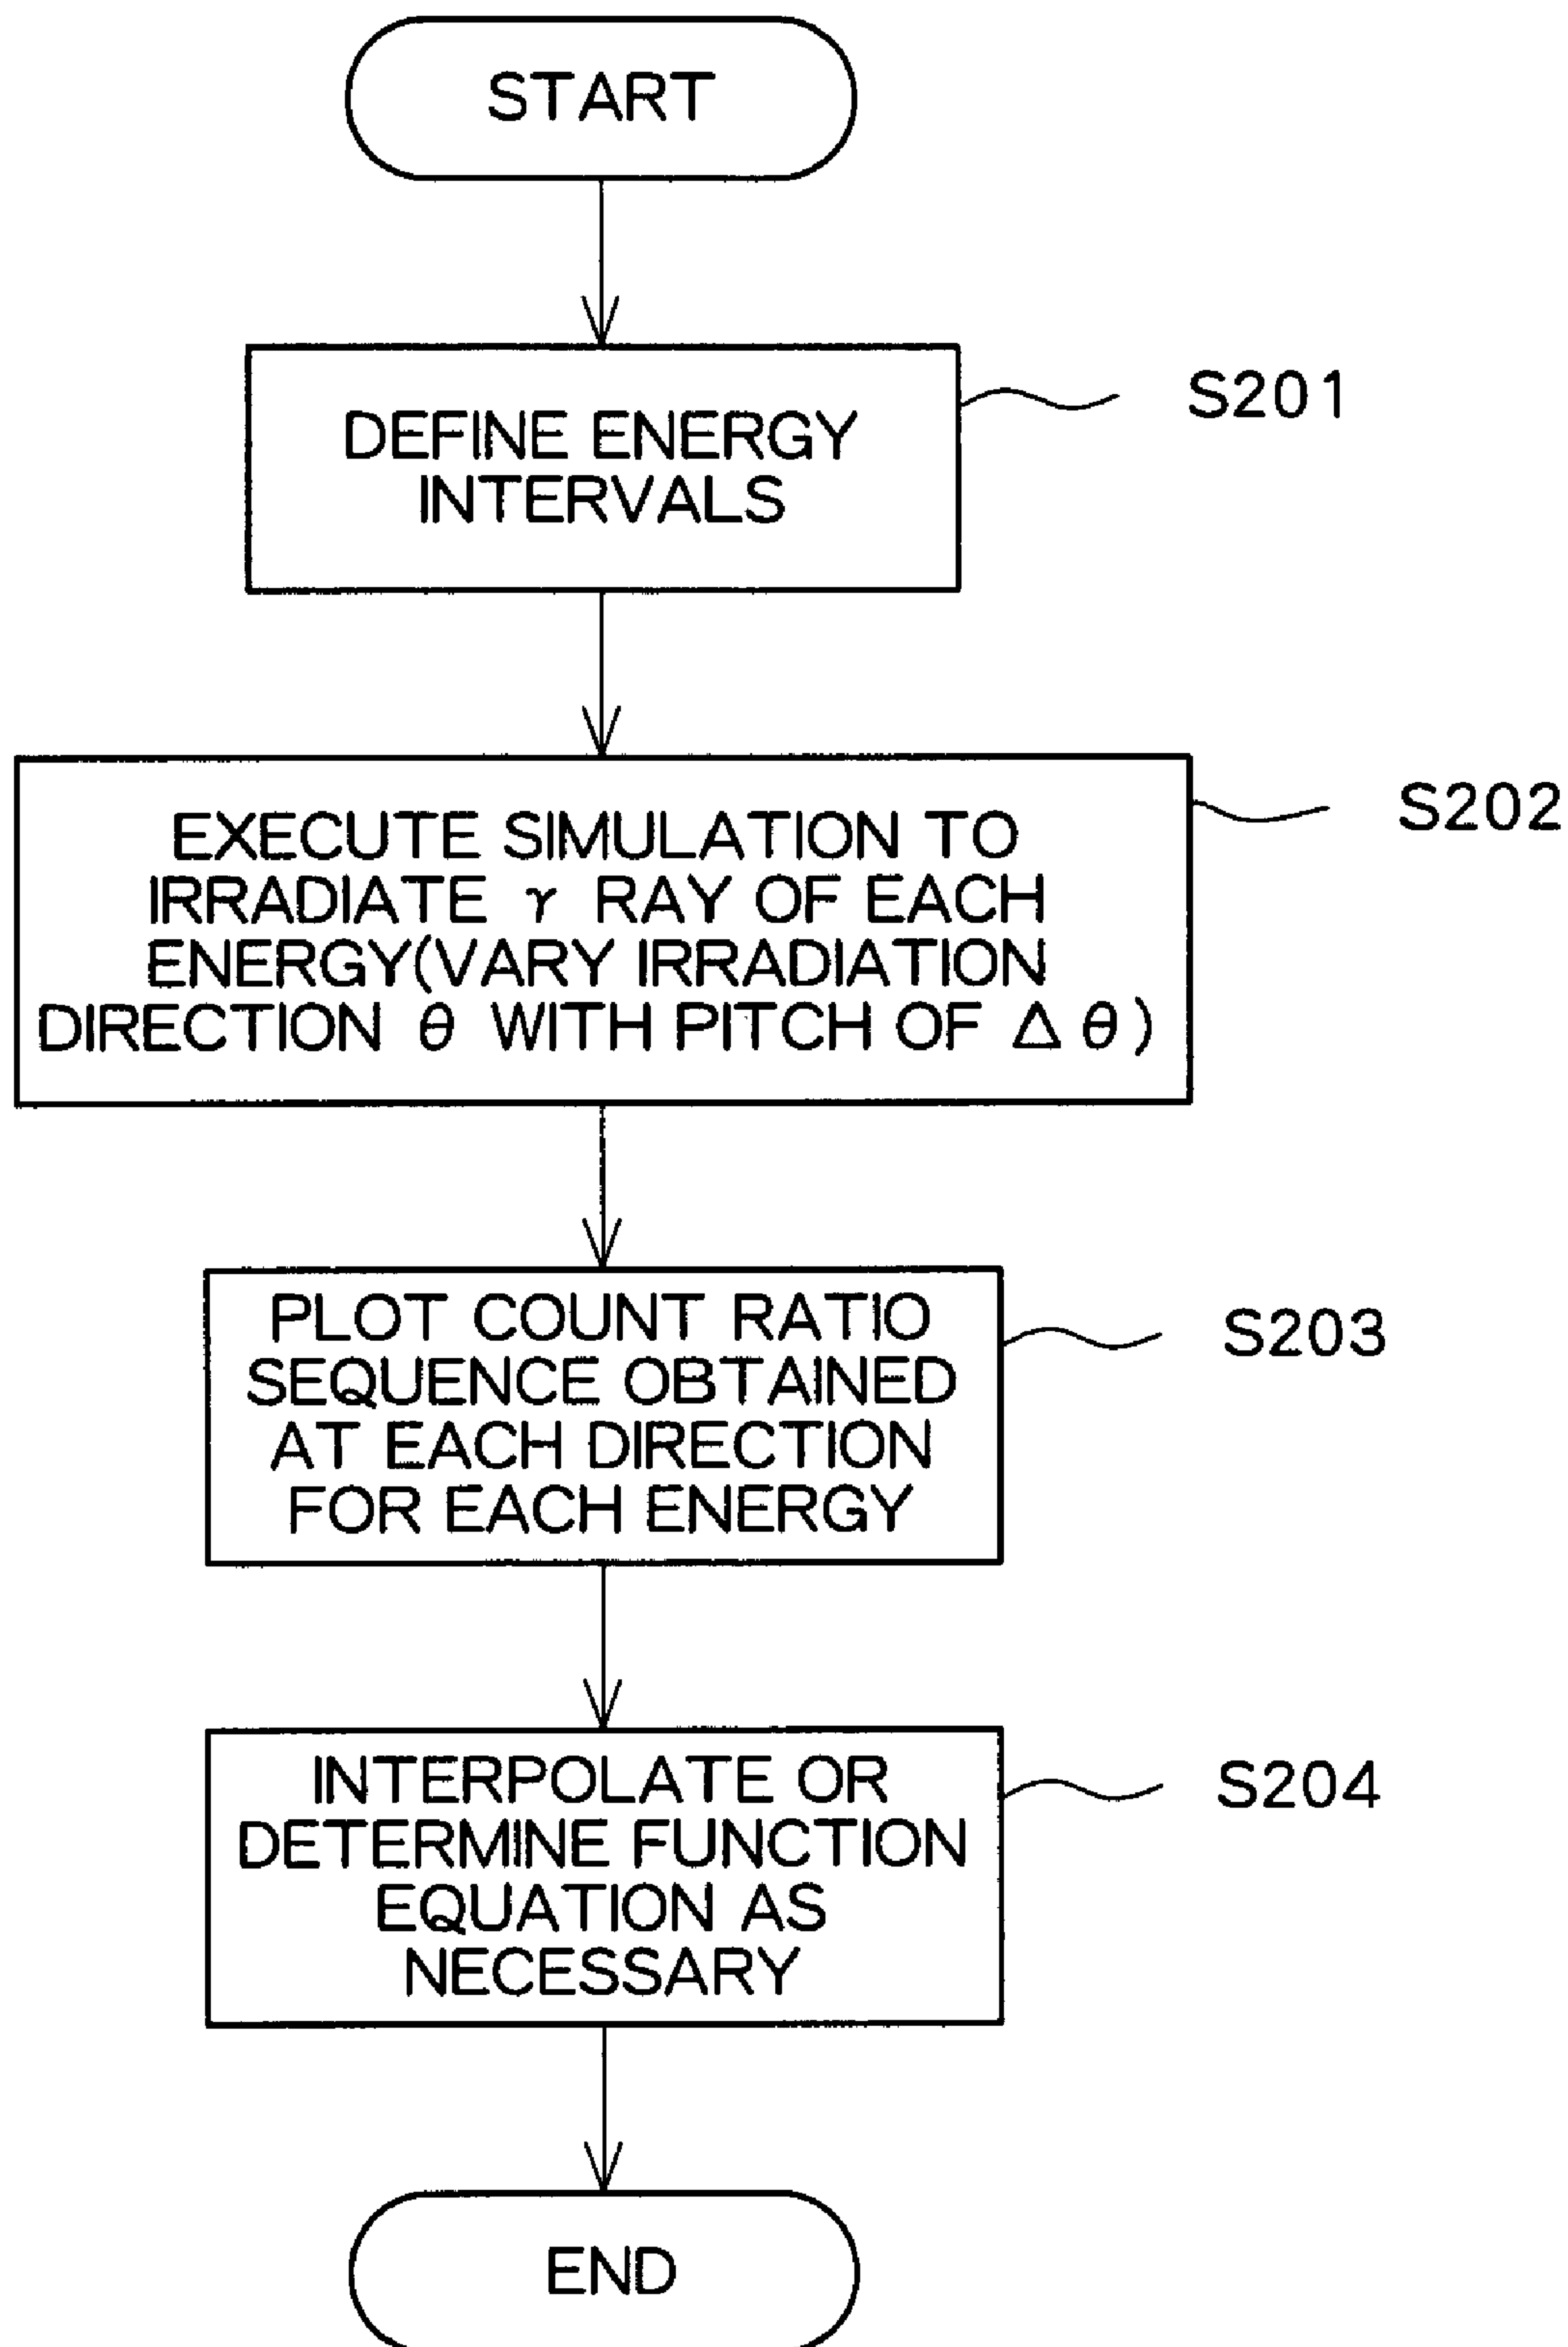 START
DEFINE ENERGY
INTERVALS
S201
EXECUTE SIMULATION TO
IRRADIATE γ RAY OF EACH
ENERGY(VARY IRRADIATION
DIRECTION θ WITH PITCH OF Δθ)
S202
PLOT COUNT RATIO
SEQUENCE OBTAINED
AT EACH DIRECTION
FOR EACH ENERGY
S203
INTERPOLATE OR
DETERMINE FUNCTION
EQUATION AS
NECESSARY
S204
END